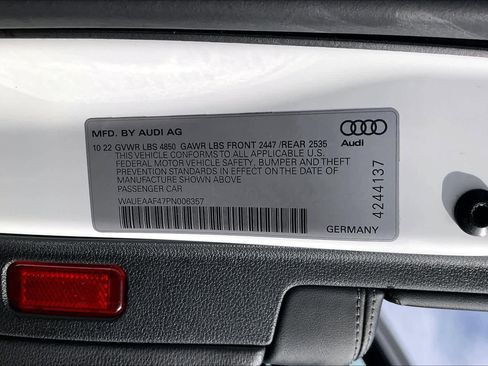 MFD. BY AUDI AG
10 22 GVWR LBS 4850 GAWR LBS FRONT 2447 /REAR 2535
THIS VEHICLE CONFORMS TO ALL APPLICABLE U.S.
FEDERAL MOTOR VEHICLE SAFETY, BUMPER AND THEFT
PREVENTION STANDARDS IN EFFECT ON THE DATE OF
MANUFACTURE SHOWN ABOVE
PASSENGER CAR
WAUEAAF47PN006357
Audi
4244137
GERMANY